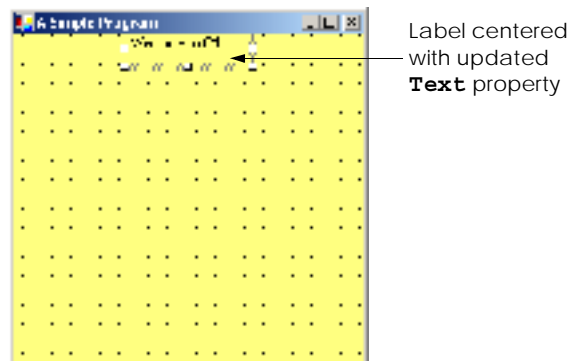 A Simple Program
Label centered
with updated
Text property